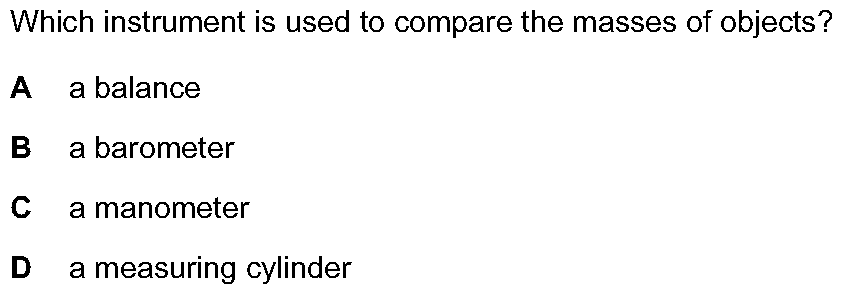 Which instrument is used to compare the masses of objects?
A a balance
B a barometer
C a manometer
D a measuring cylinder